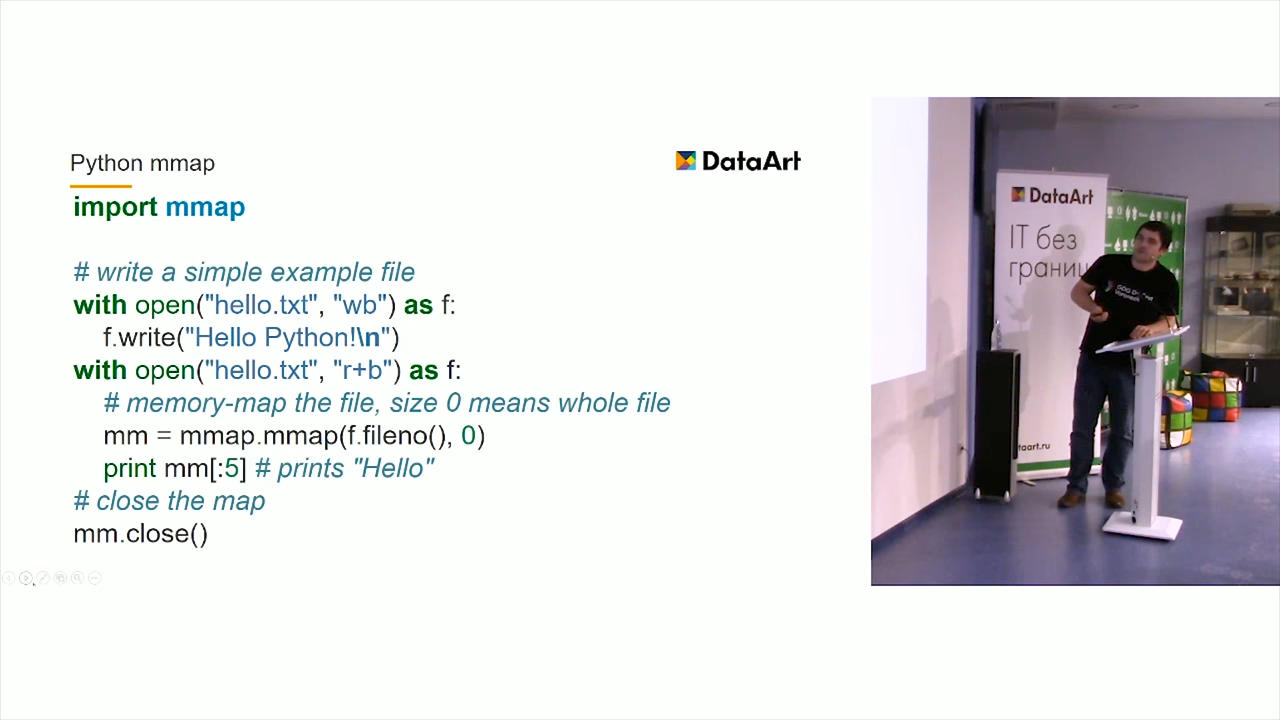 Python mmap
DataArt
import mmap
# write a simple example file
with open("hello.txt", "wb") as f:
f.write("Hello Python!\n")
with open("hello.txt", "r+b") as f:
# memory-map the file, size 0 means whole file
mm = mmap.mmap(f.fileno(), 0)
print mm[:5] # prints "Hello"
# close the map
mm.close()
DataArt
IT без
границ
taart.ru